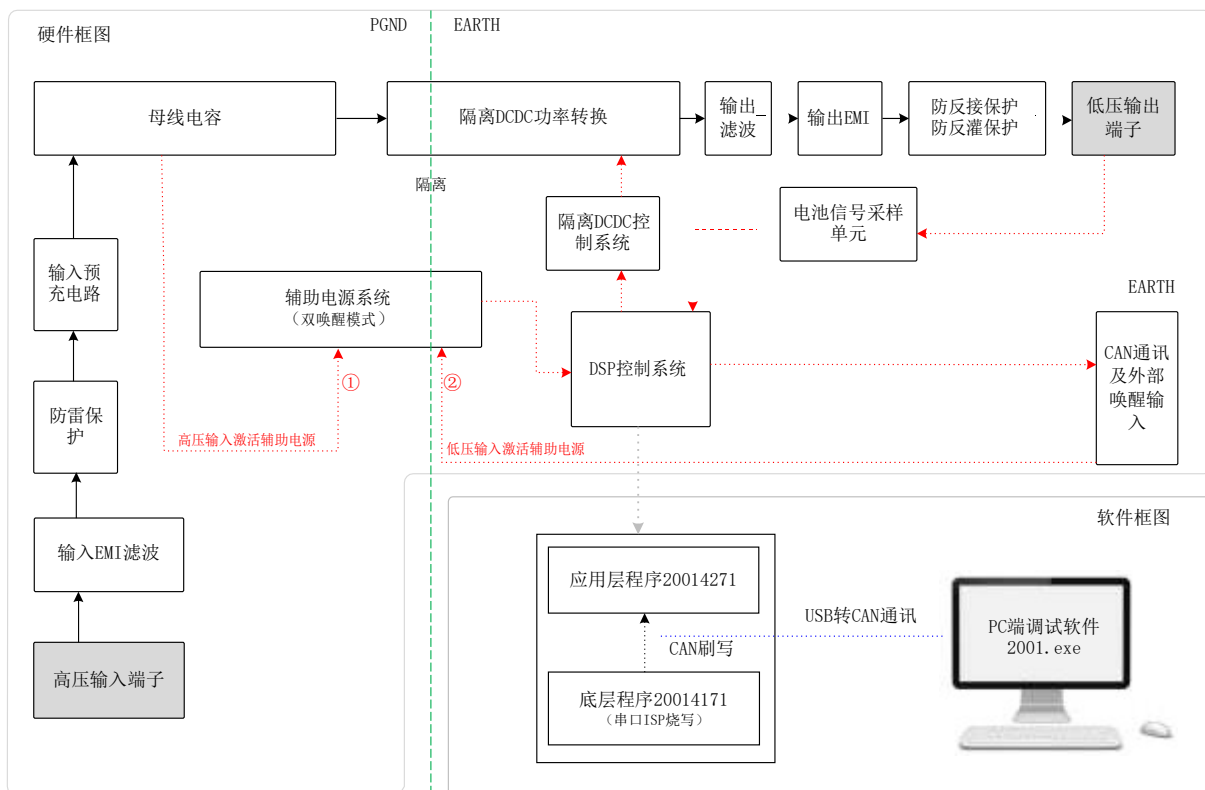 硬件框图
PGND
EARTH
母线电容
隔离DCDC功率转换
输出
滤波
输出EMI
防反接保护
防反灌保护
低压输出
端子
隔离
隔离DCDC控
制系统
电池信号采样
单元
输入预
充电路
辅助电源系统
（双唤醒模式）
EARTH
DSP控制系统
CAN通讯
及外部
唤醒输
入
①
②
防雷保
护
高压输入激活辅助电源
低压输入激活辅助电源
软件框图
输入EMI滤波
应用层程序20014271
USB转CAN通讯
PC端调试软件
2001.exe
CAN刷写
高压输入端子
底层程序20014171
（串口ISP烧写）